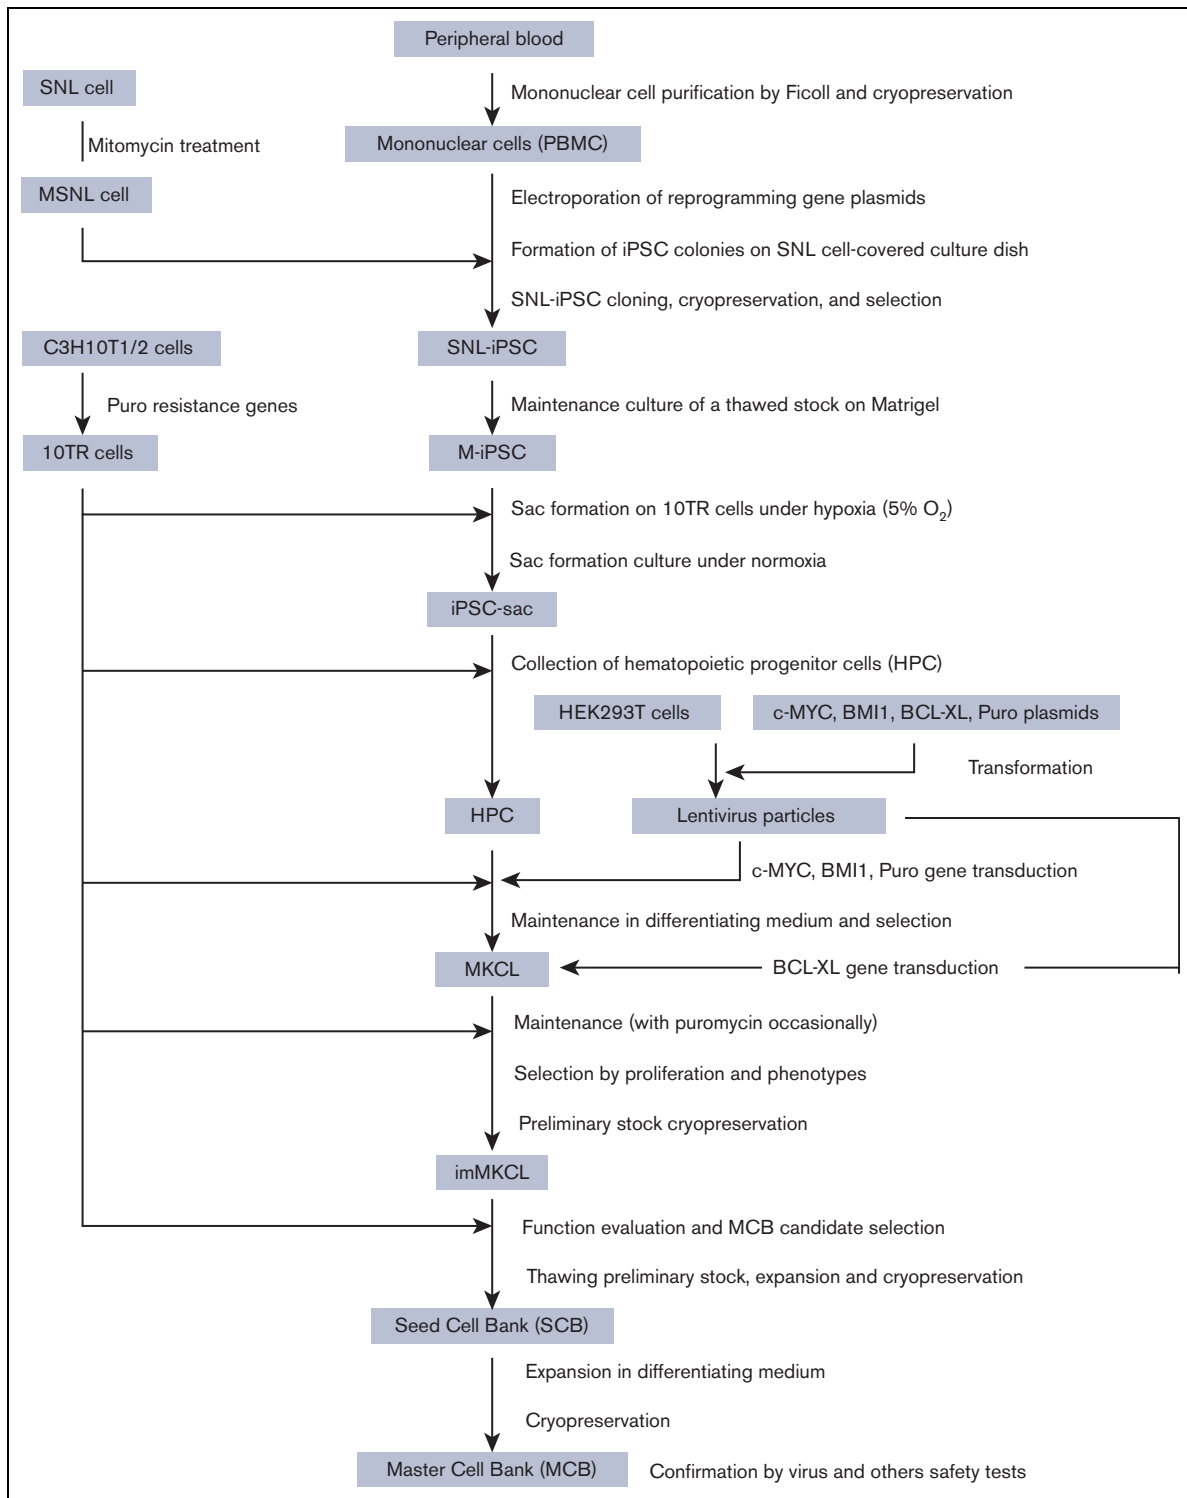 Peripheral blood
SNL cell
Mononuclear cell purification by Ficoll and cryopreservation
Mitomycin treatment
Mononuclear cells (PBMC)
MSNL cell
Electroporation of reprogramming gene plasmids
Formation of iPSC colonies on SNL cell-covered culture dish
SNL-iPSC cloning, cryopreservation, and selection
C3H10T1/2 cells
SNL-iPSC
Puro resistance genes
Maintenance culture of a thawed stock on Matrigel
10TR cells
M-iPSC
Sac formation on 10TR cells under hypoxia (5% O₂)
Sac formation culture under normoxia
iPSC-sac
Collection of hematopoietic progenitor cells (HPC)
HEK293T cells
c-MYC, BMI1, BCL-XL, Puro plasmids
Transformation
HPC
Lentivirus particles
c-MYC, BMI1, Puro gene transduction
Maintenance in differentiating medium and selection
MKCL
BCL-XL gene transduction
Maintenance (with puromycin occasionally)
Selection by proliferation and phenotypes
Preliminary stock cryopreservation
imMKCL
Function evaluation and MCB candidate selection
Thawing preliminary stock, expansion and cryopreservation
Seed Cell Bank (SCB)
Expansion in differentiating medium
Cryopreservation
Master Cell Bank (MCB)
Confirmation by virus and others safety tests